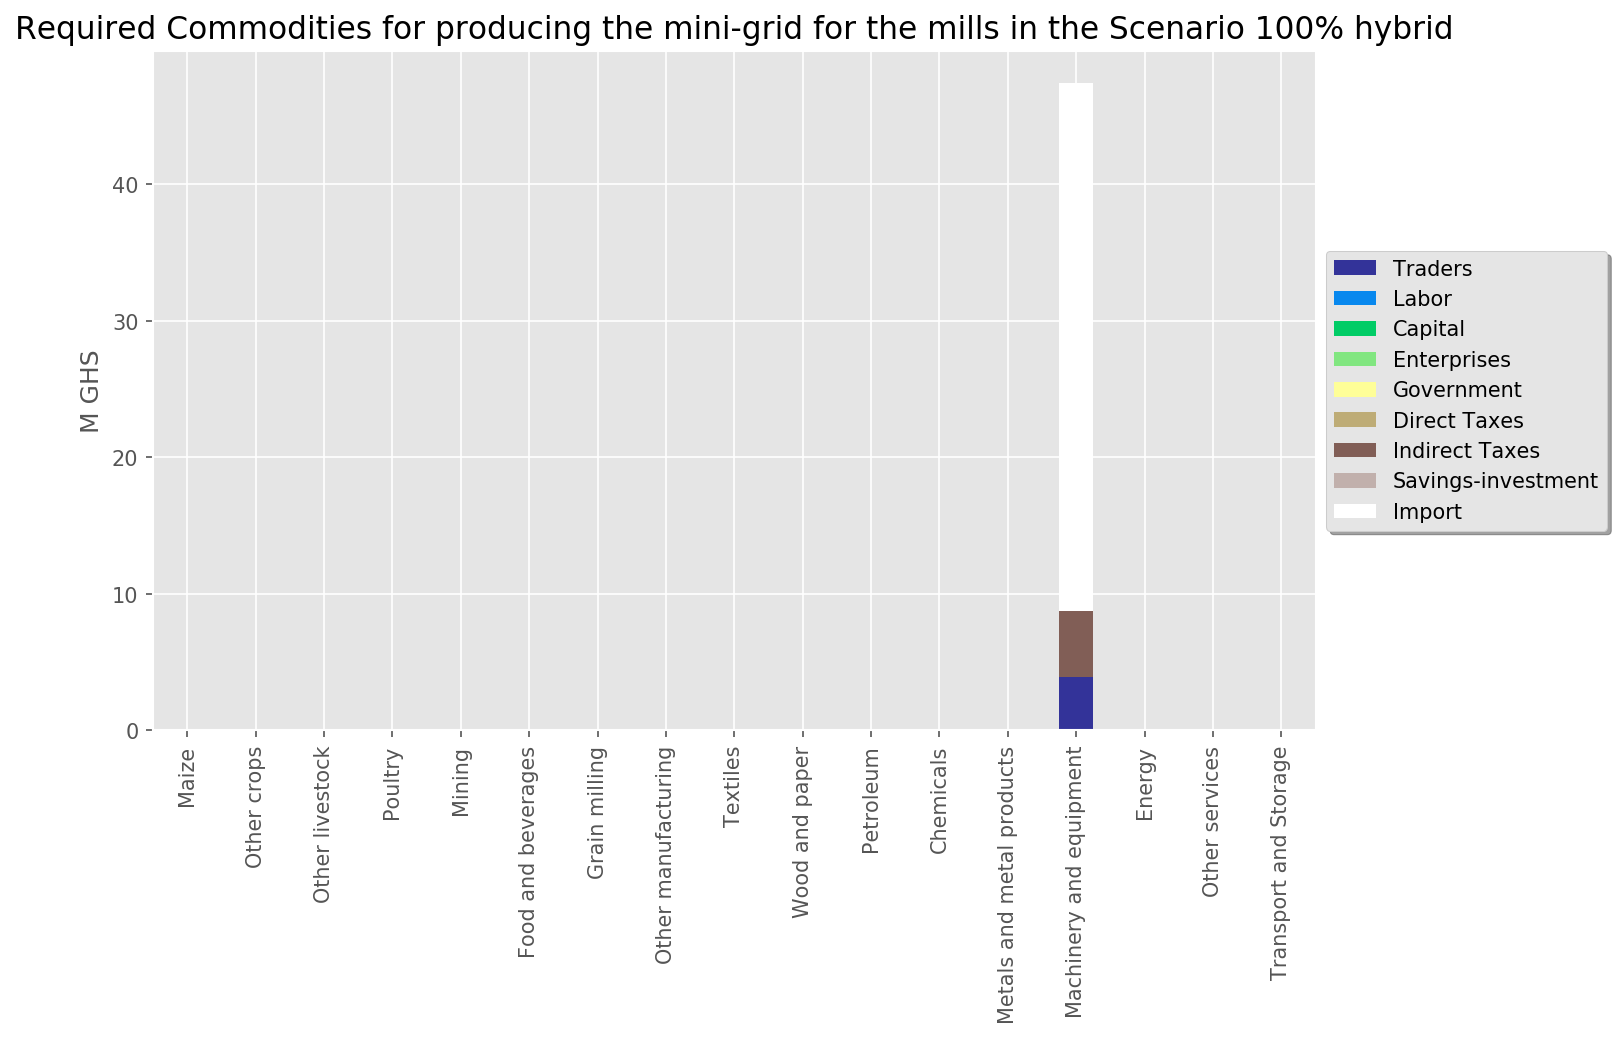 Required Commodities for producing the mini-grid for the mills in the Scenario 100% hybrid
M GHS
40
30
20
10
0
Maize
Other crops
Other livestock
Poultry
Mining
Food and beverages
Grain milling
Other manufacturing
Textiles
Wood and paper
Petroleum
Chemicals
Metals and metal products
Machinery and equipment
Energy
Other services
Transport and Storage
Traders
Labor
Capital
Enterprises
Government
Direct Taxes
Indirect Taxes
Savings-investment
Import